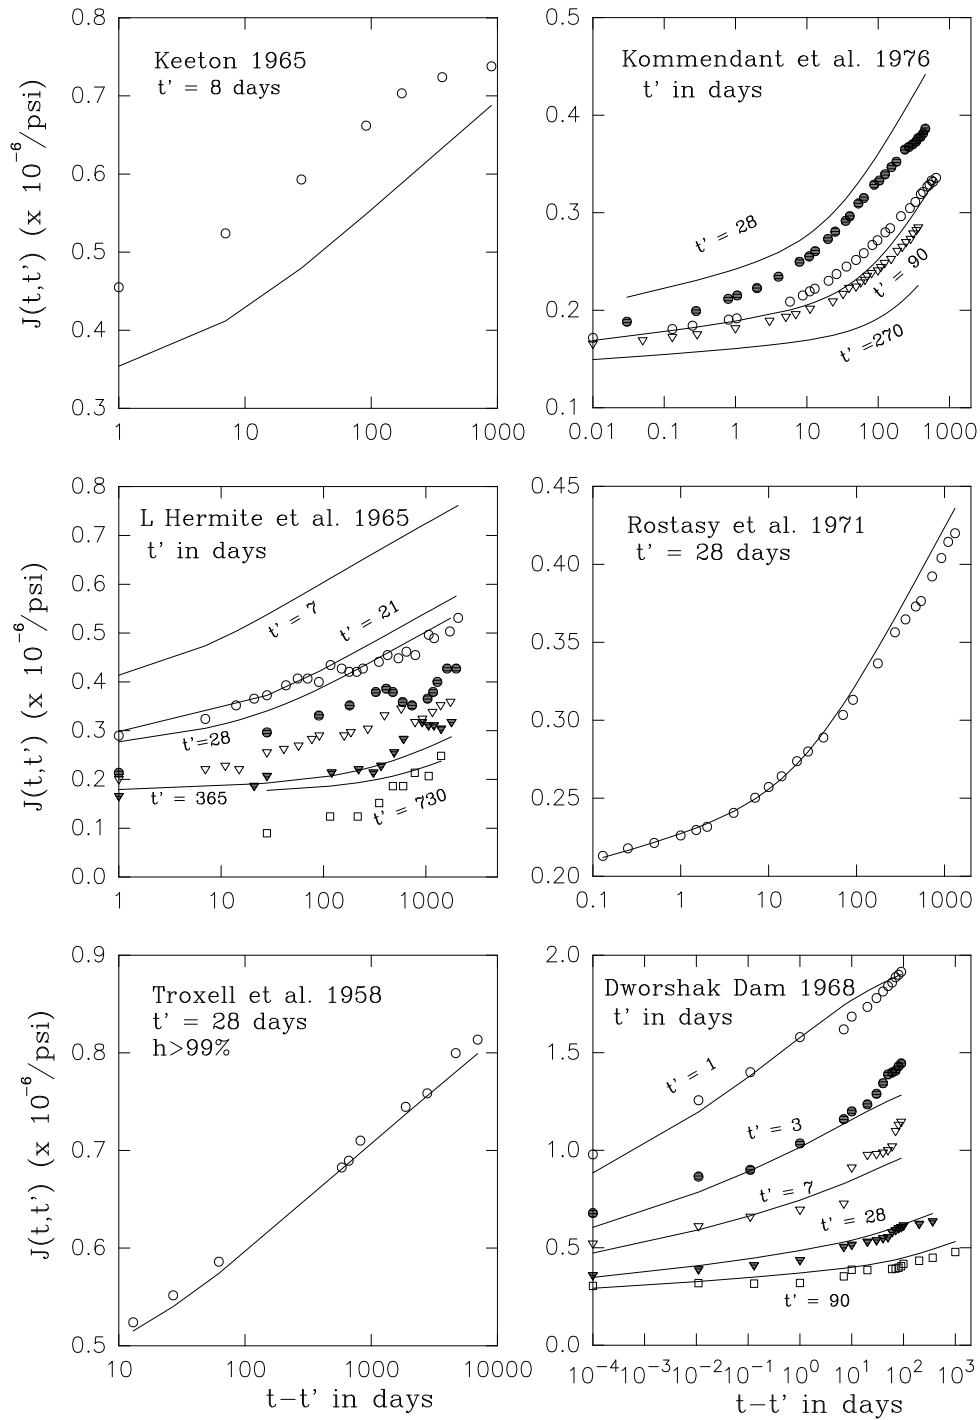 Keeton 1965
t' = 8 days
J(t,t') (x 10⁻⁶/psi)
0.8
0.7
0.6
0.5
0.4
0.3
1 10 100 1000
Kommendant et al. 1976
t' in days
t' = 28
t' = 90
t' =270
0.5
0.4
0.3
0.2
0.1
0.01 0.1 1 10 100 1000
L Hermite et al. 1965
t' in days
t' = 7
t' = 21
t'=28
t' = 365
t' = 730
J(t,t') (x 10⁻⁶/psi)
0.8
0.7
0.6
0.5
0.4
0.3
0.2
0.1
0.0
1 10 100 1000
Rostasy et al. 1971
t' = 28 days
0.45
0.40
0.35
0.30
0.25
0.20
0.1 1 10 100 1000
Troxell et al. 1958
t' = 28 days
h>99%
J(t,t') (x 10⁻⁶/psi)
0.9
0.8
0.7
0.6
0.5
10 100 1000 10000
t−t' in days
Dworshak Dam 1968
t' in days
t' = 1
t' = 3
t' = 7
t' = 28
t' = 90
2.0
1.5
1.0
0.5
0.0
10⁻⁴ 10⁻³ 10⁻² 10⁻¹ 10⁰ 10¹ 10² 10³
t−t' in days